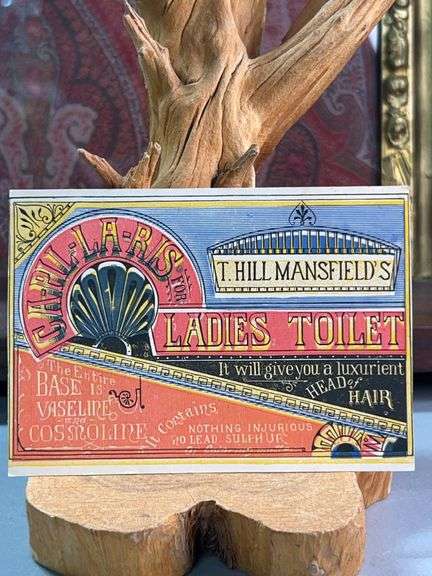 CAPIL-LA-RIS
FOR
T. HILL MANSFIELD'S
LADIES TOILET
It will give you a luxurient
HEAD of
HAIR
The Entire
BASE is
VASELINE
and
COSMOLINE
It Contains
NOTHING INJURIOUS
NO LEAD SULPHUR